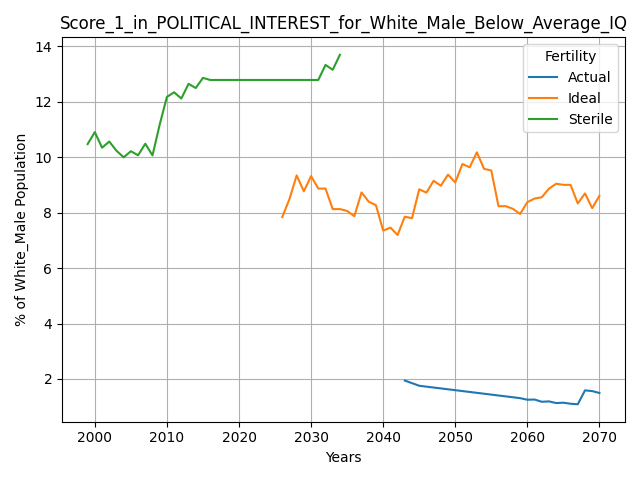 Score_1_in_POLITICAL_INTEREST_for_White_Male_Below_Average_IQ
Fertility
Actual
Ideal
Sterile
% of White_Male Population
14
12
10
8
6
4
2
2000 2010 2020 2030 2040 2050 2060 2070
Years